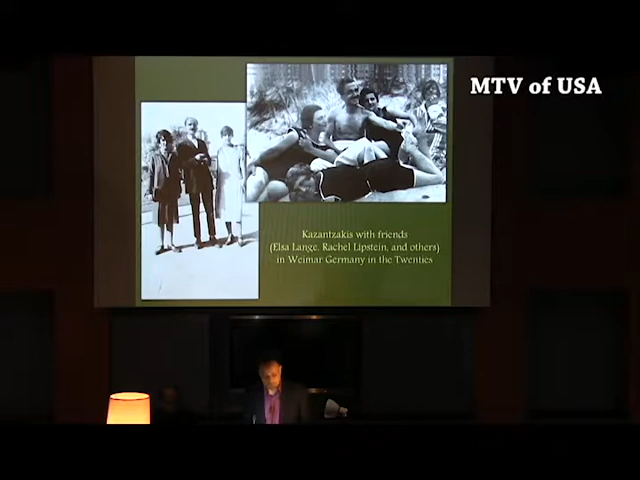 MTV of USA
Kazantzakis with friends
(Elsa Lange, Rachel Lipstein, and others)
in Weimar Germany in the Twenties